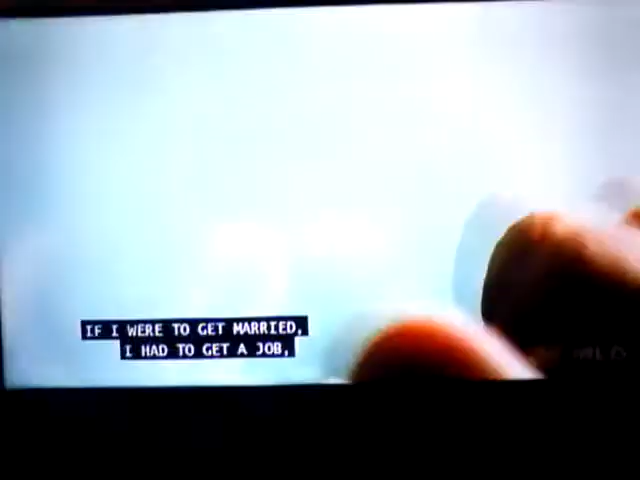 IF I WERE TO GET MARRIED,
I HAD TO GET A JOB,